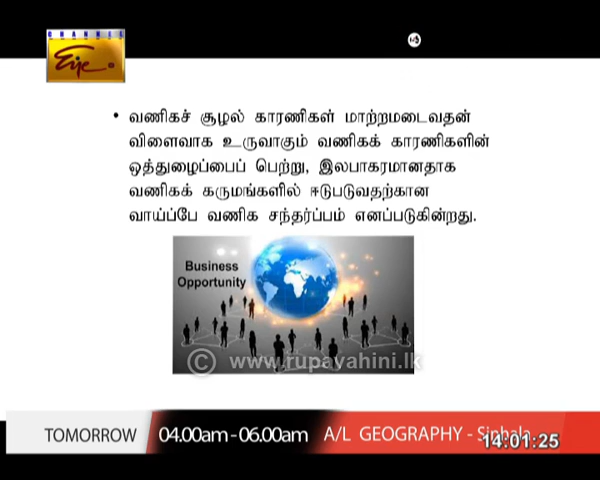 CHANNEL
Eye
• வணிகச் சூழல் காரணிகள் மாற்றமடைவதன்
விளைவாக உருவாகும் வணிகக் காரணிகளின்
ஒத்துழைப்பைப் பெற்று, இலபாகரமானதாக
வணிகக் கருமங்களில் ஈடுபடுவதற்கான
வாய்ப்பே வணிக சந்தர்ப்பம் எனப்படுகின்றது.
Business
Opportunity
© www.rupavahini.lk
TOMORROW 04.00am - 06.00am A/L GEOGRAPHY - Sinhala
14:01:25